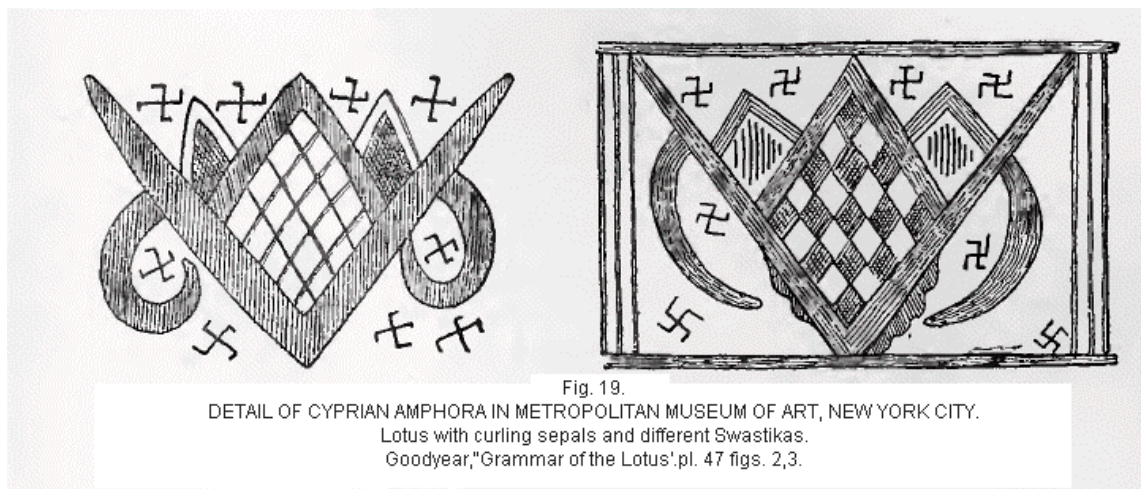 Fig. 19.
DETAIL OF CYPRIAN AMPHORA IN METROPOLITAN MUSEUM OF ART, NEW YORK CITY.
Lotus with curling sepals and different Swastikas.
Goodyear,"Grammar of the Lotus'.pl. 47 figs. 2,3.